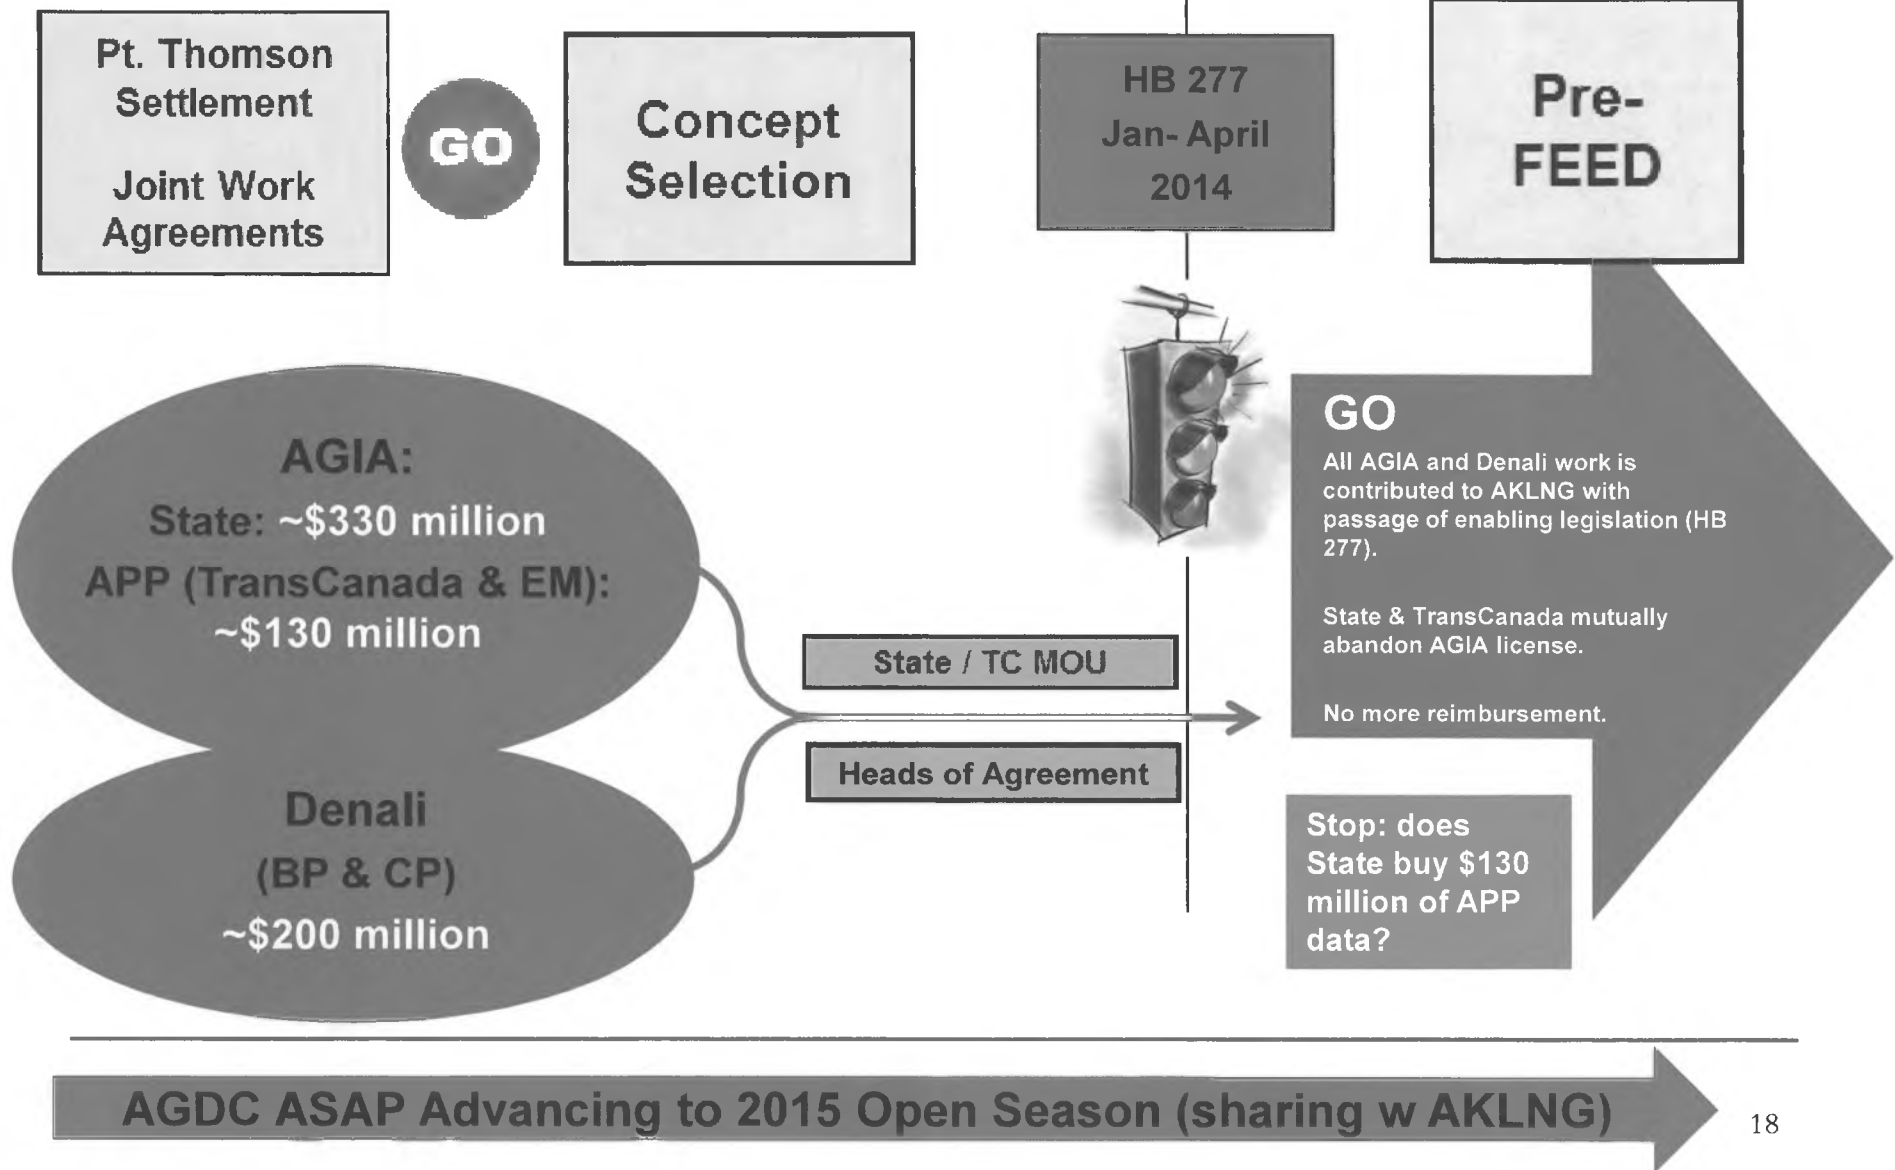 Pt. Thomson
Settlement
Joint Work
Agreements
GO
Concept
Selection
HB 277
Jan- April
2014
Pre-
FEED
AGIA:
State: ~$330 million
APP (TransCanada & EM):
~$130 million
Denali
(BP & CP)
~$200 million
State / TC MOU
Heads of Agreement
GO
All AGIA and Denali work is
contributed to AKLNG with
passage of enabling legislation (HB
277).
State & TransCanada mutually
abandon AGIA license.
No more reimbursement.
Stop: does
State buy $130
million of APP
data?
AGDC ASAP Advancing to 2015 Open Season (sharing w AKLNG)
18